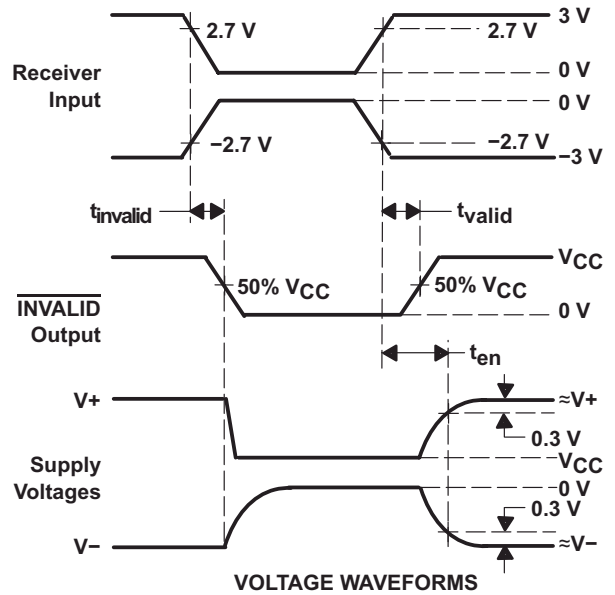 3 V
2.7 V
2.7 V
Receiver
Input
0 V
0 V
−2.7 V
−2.7 V
−3 V
tinvalid
tvalid
VCC
50% VCC
50% VCC
INVALID
Output
0 V
ten
V+
≈V+
0.3 V
Supply
Voltages
VCC
0 V
0.3 V
V−
≈V−
VOLTAGE WAVEFORMS